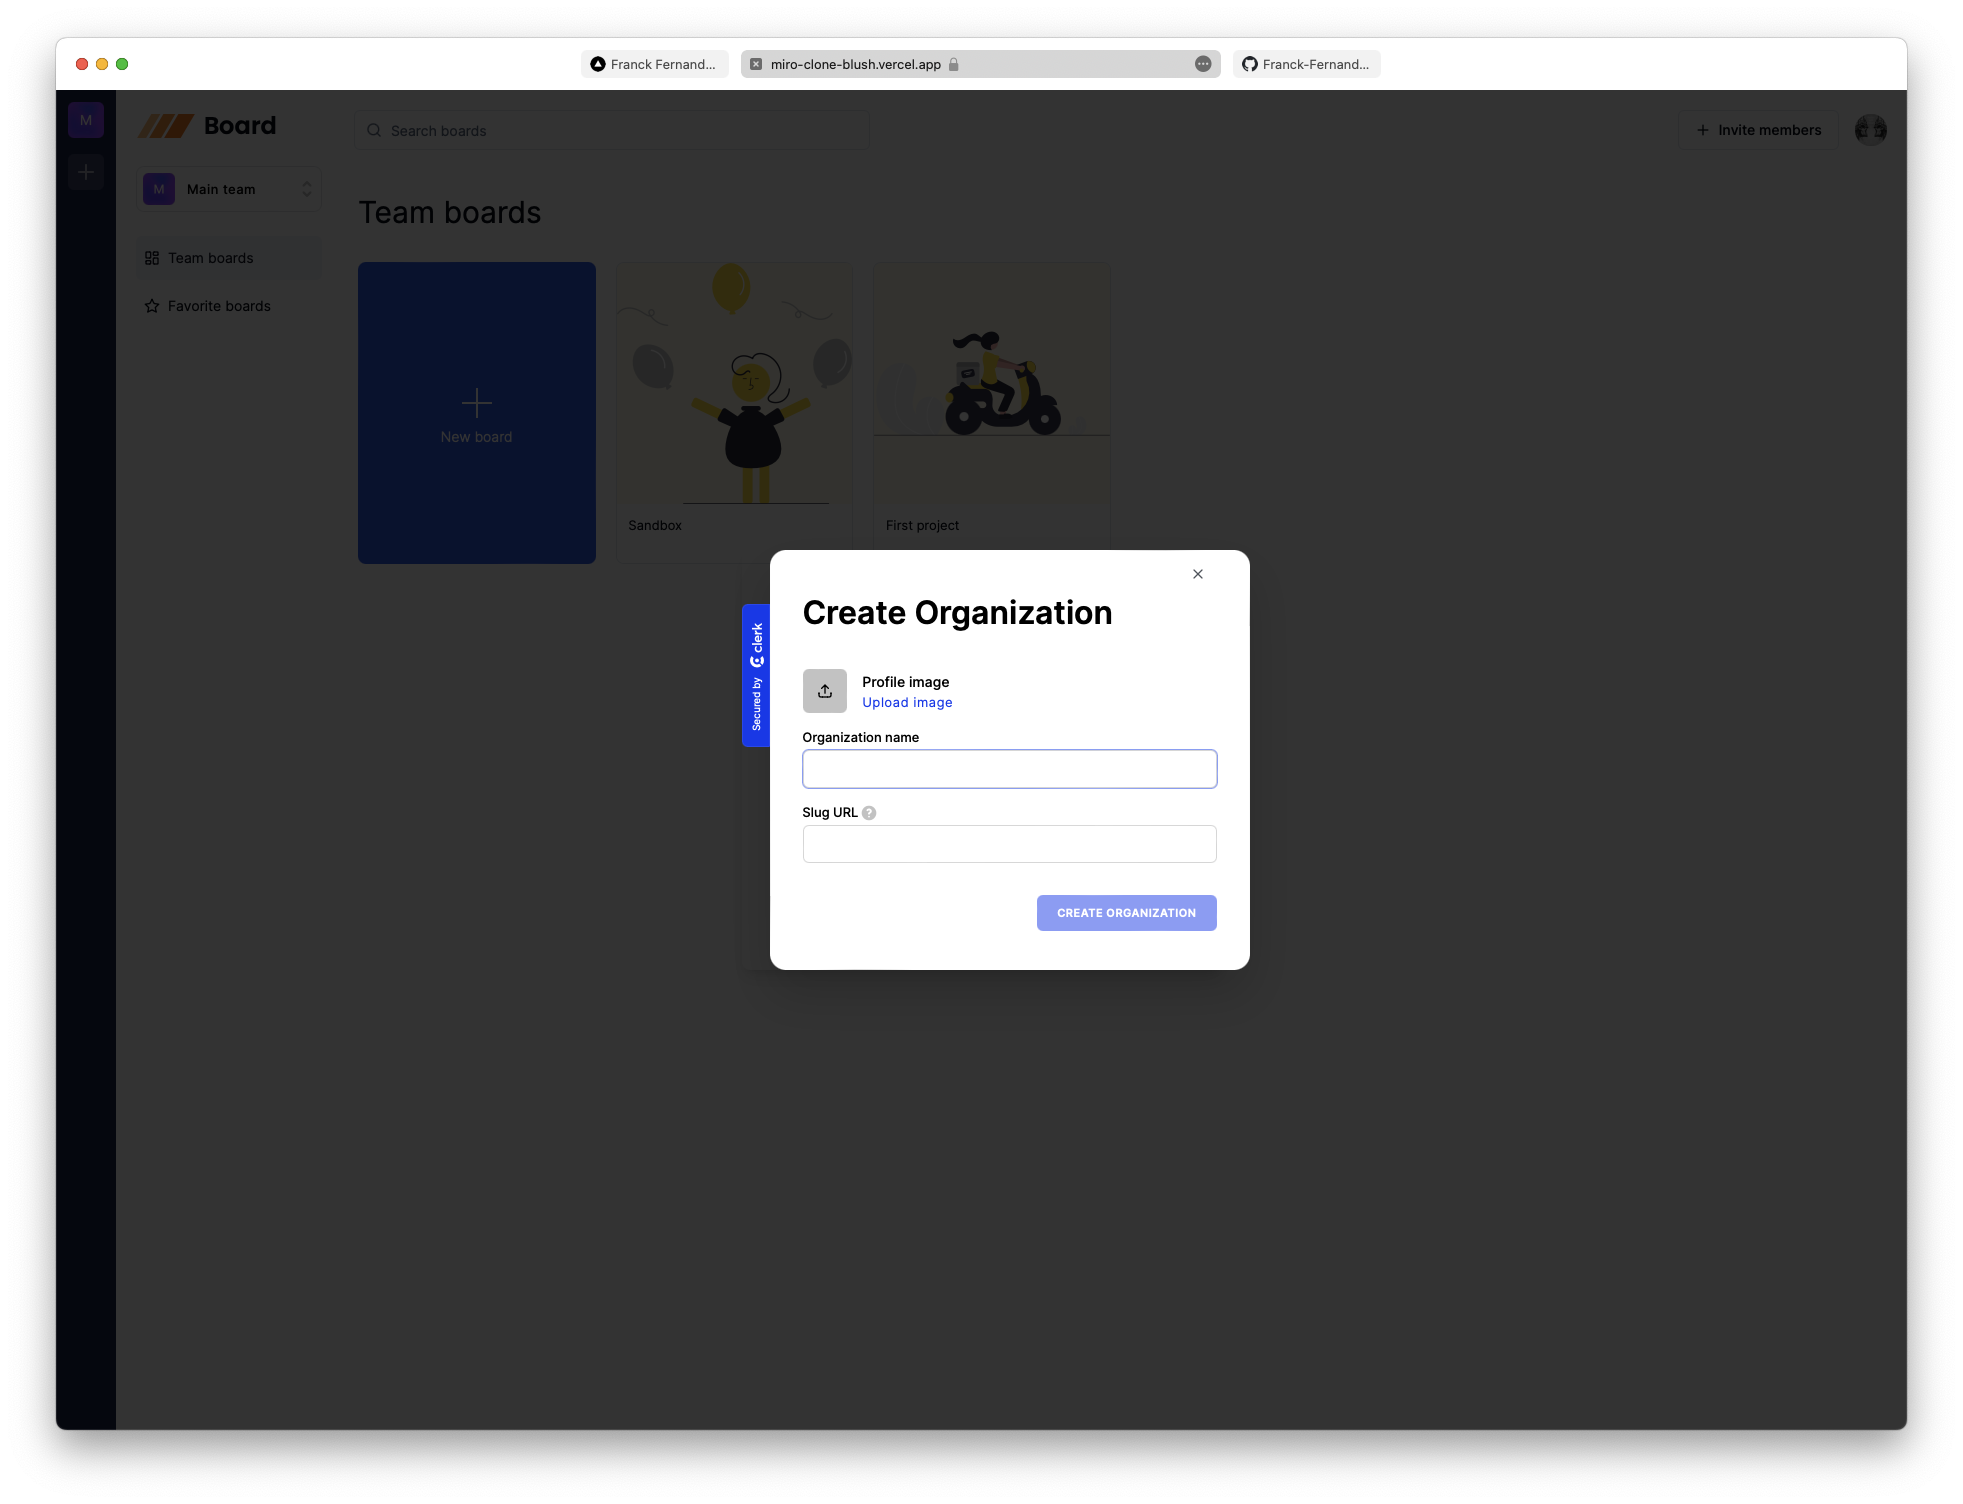 Franck Fernand...
miro-clone-blush.vercel.app
Franck-Fernand...
M
Board
Search boards
Invite members
M
Main team
Team boards
Team boards
Favorite boards
New board
Sandbox
First project
Create Organization
Secured by clerk
Profile image
Upload image
Organization name
Slug URL ?
CREATE ORGANIZATION